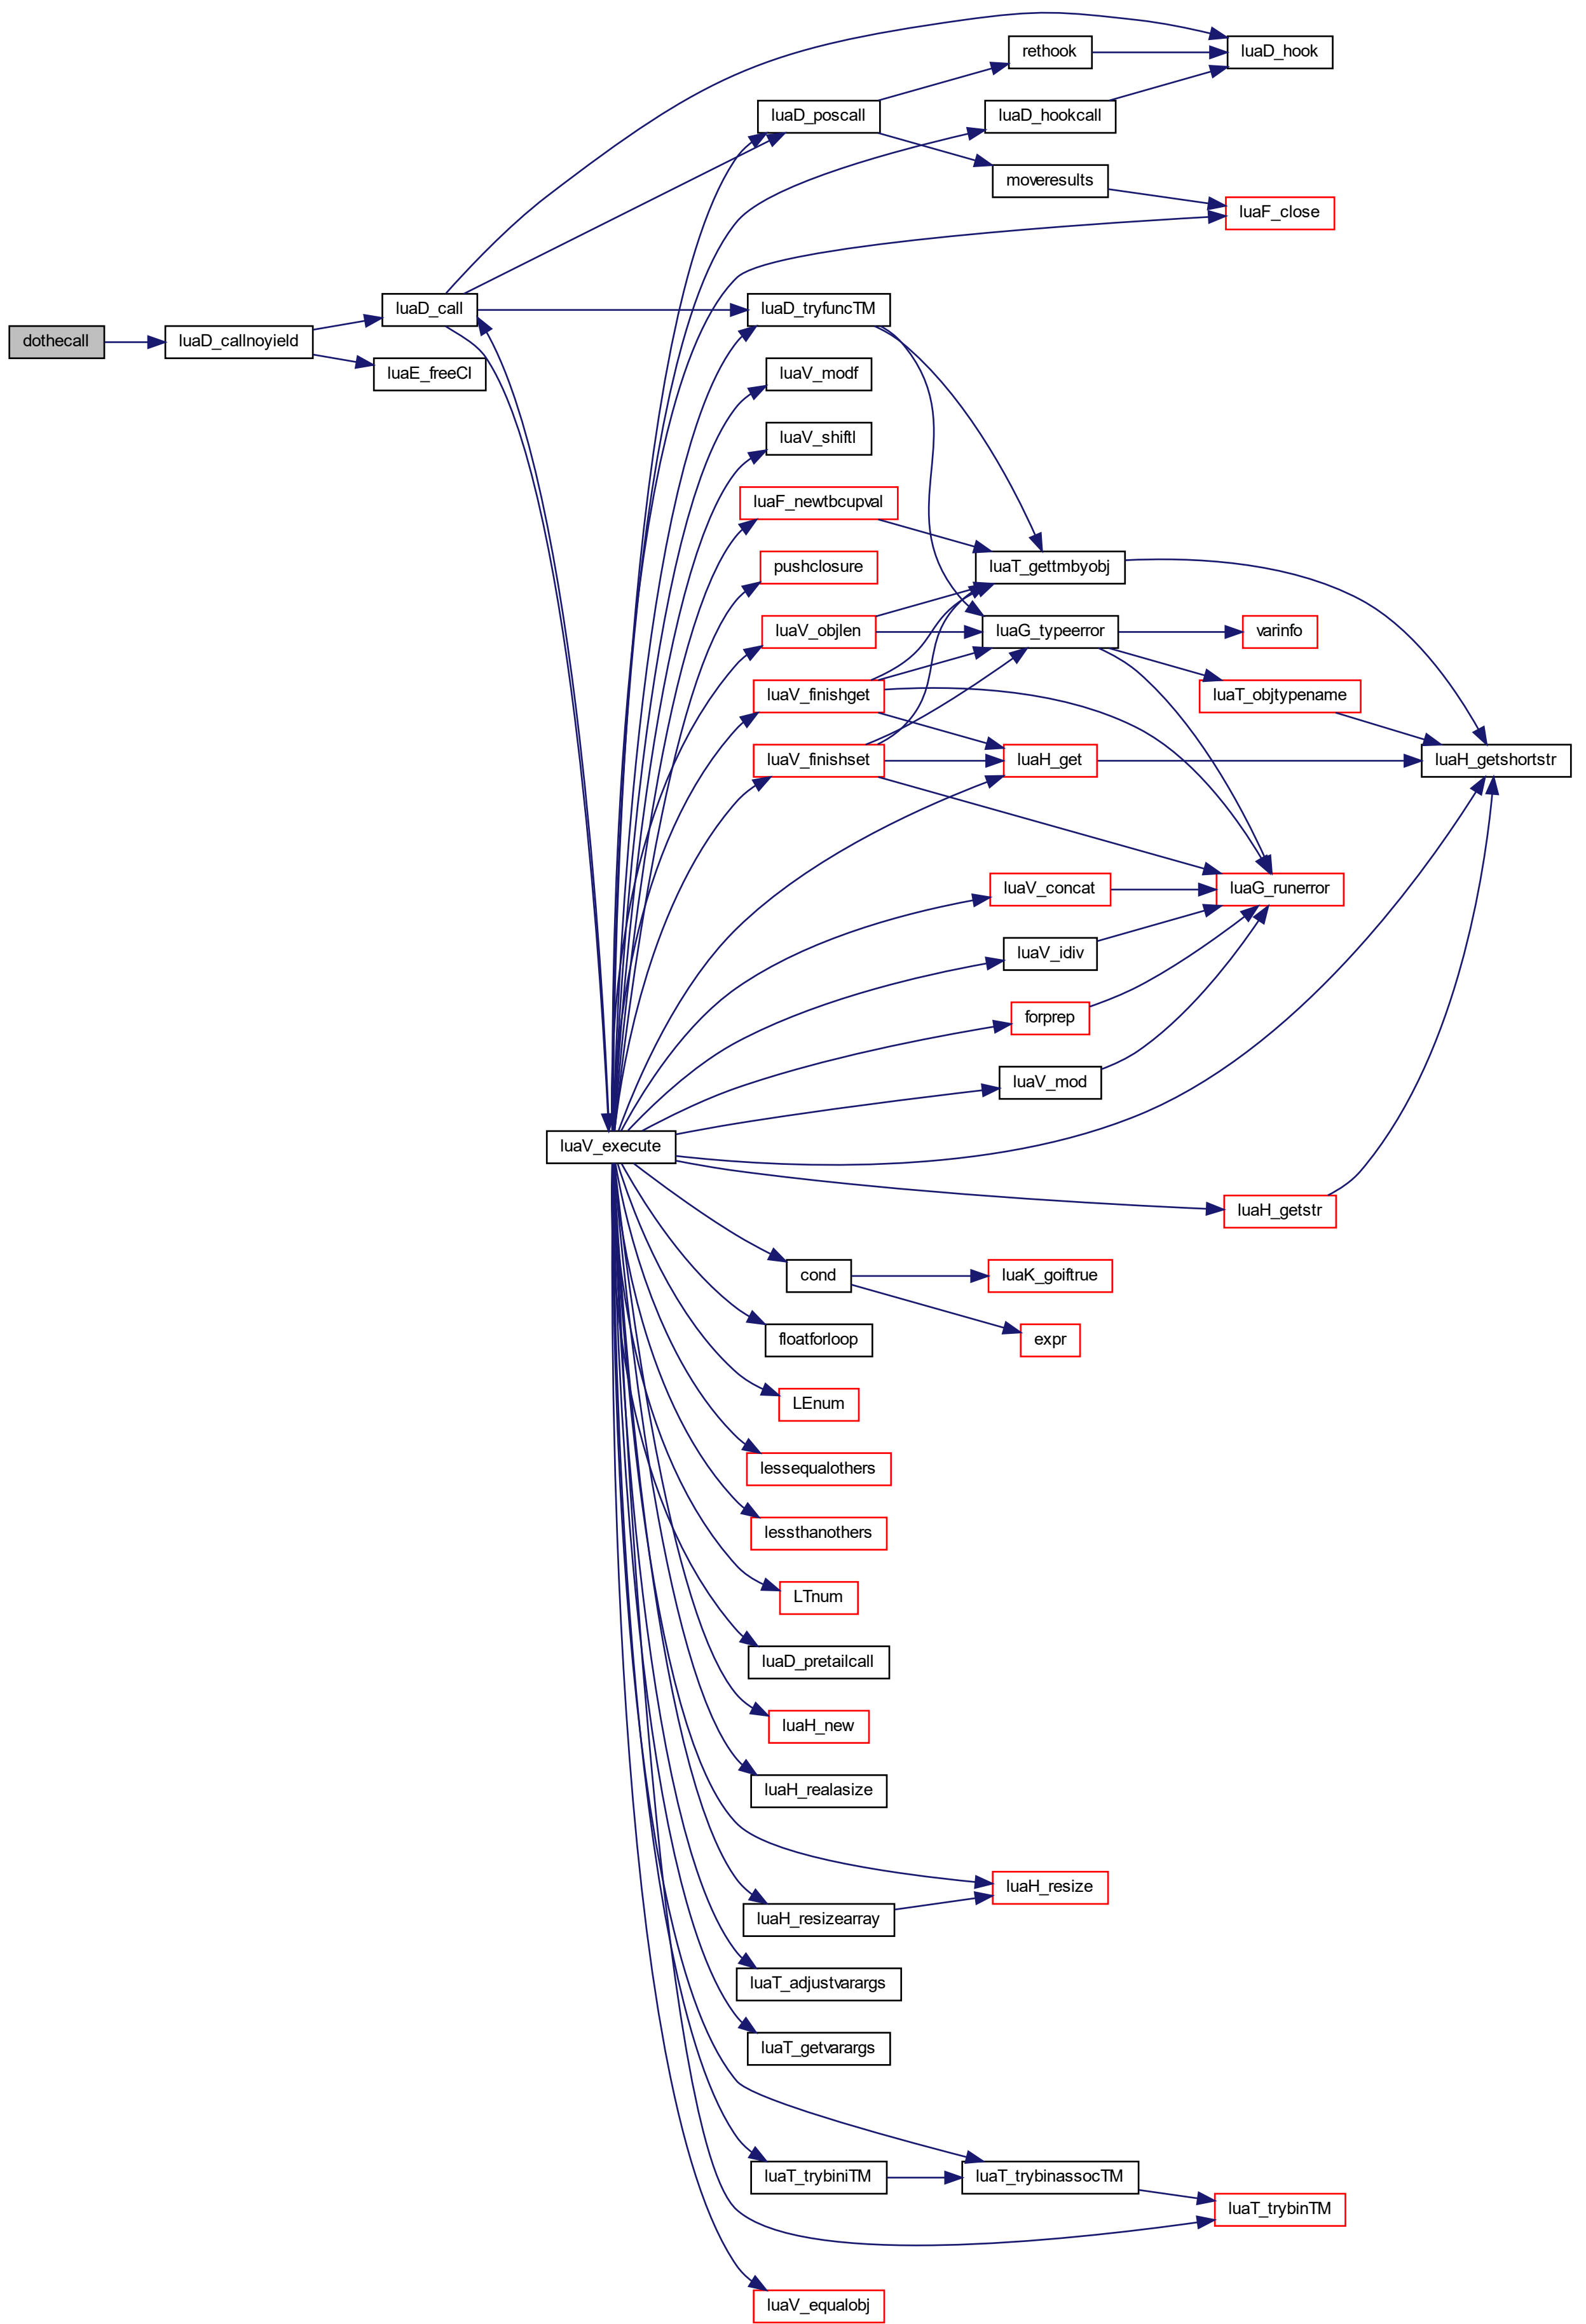 rethook
luaD_hook
luaD_poscall
luaD_hookcall
moveresults
luaF_close
luaD_call
luaD_tryfuncTM
dothecall
luaD_callnoyield
luaE_freeCI
luaV_modf
luaV_shiftl
luaF_newtbcupval
pushclosure
luaT_gettmbyobj
luaV_objlen
luaG_typeerror
varinfo
luaV_finishget
luaT_objtypename
luaV_finishset
luaH_get
luaH_getshortstr
luaV_concat
luaG_runerror
luaV_idiv
forprep
luaV_mod
luaV_execute
luaH_getstr
cond
luaK_goiftrue
floatforloop
expr
LEnum
lessequalothers
lessthanothers
LTnum
luaD_pretailcall
luaH_new
luaH_realasize
luaH_resize
luaH_resizearray
luaT_adjustvarargs
luaT_getvarargs
luaT_trybiniTM
luaT_trybinassocTM
luaT_trybinTM
luaV_equalobj